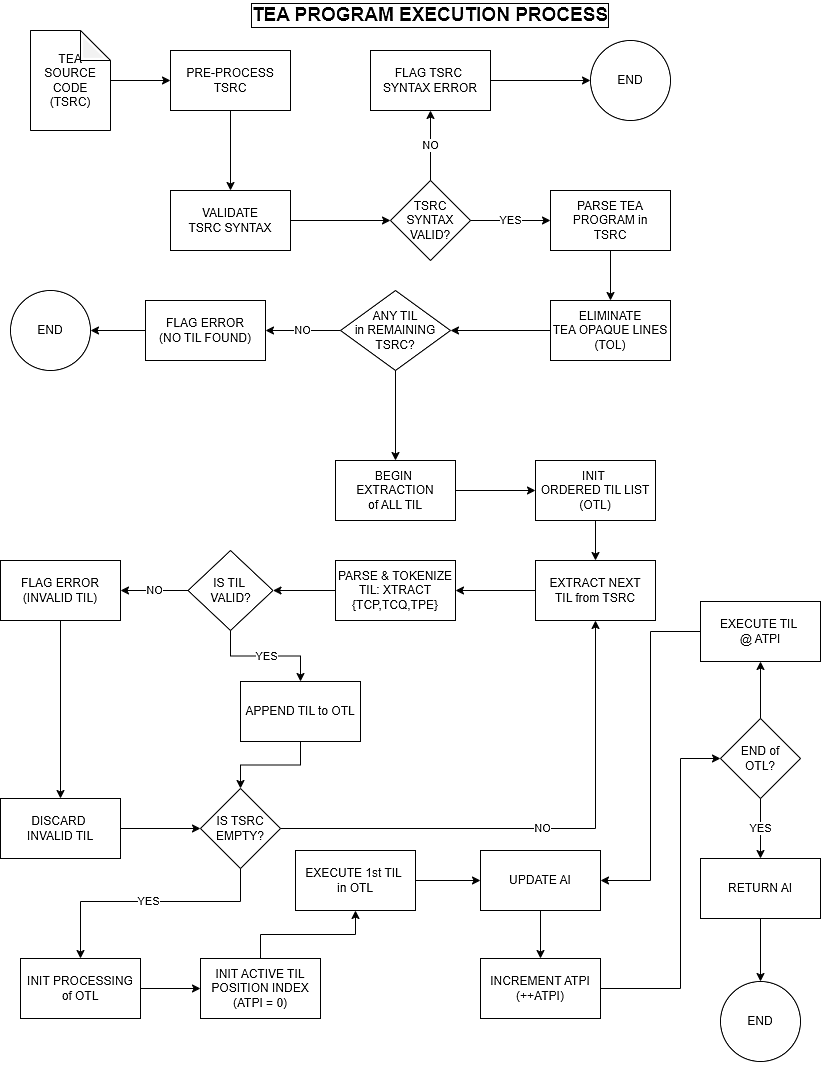 TEA PROGRAM EXECUTION PROCESS
TEA
SOURCE
CODE
(TSRC)
PRE-PROCESS
TSRC
FLAG TSRC
SYNTAX ERROR
END
NO
VALIDATE
TSRC SYNTAX
TSRC
SYNTAX
VALID?
YES
PARSE TEA
PROGRAM in
TSRC
END
FLAG ERROR
(NO TIL FOUND)
NO
ANY TIL
in REMAINING
TSRC?
ELIMINATE
TEA OPAQUE LINES
(TOL)
BEGIN
EXTRACTION
of ALL TIL
INIT
ORDERED TIL LIST
(OTL)
FLAG ERROR
(INVALID TIL)
NO
IS TIL
VALID?
PARSE & TOKENIZE
TIL: XTRACT
{TCP,TCQ,TPE}
EXTRACT NEXT
TIL from TSRC
EXECUTE TIL
@ ATPI
YES
APPEND TIL to OTL
END of
OTL?
DISCARD
INVALID TIL
IS TSRC
EMPTY?
NO
YES
EXECUTE 1st TIL
in OTL
UPDATE AI
RETURN AI
YES
INIT PROCESSING
of OTL
INIT ACTIVE TIL
POSITION INDEX
(ATPI = 0)
INCREMENT ATPI
(++ATPI)
END